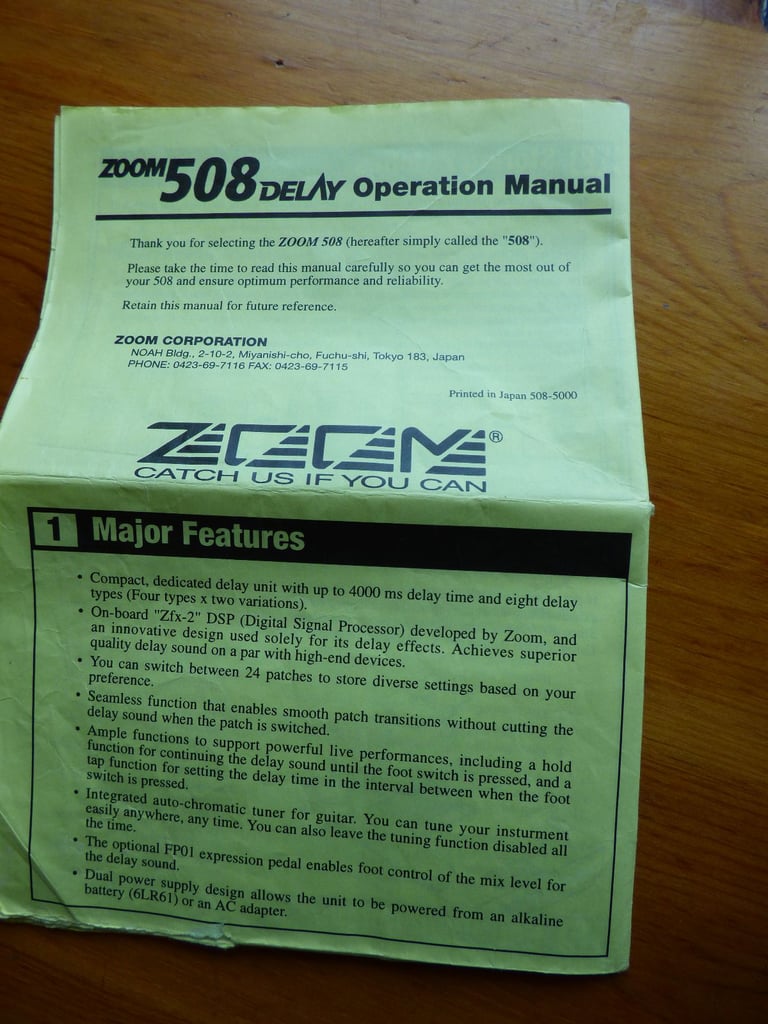 ZOOM 508 DELAY Operation Manual
Thank you for selecting the ZOOM 508 (hereafter simply called the "508").
Please take the time to read this manual carefully so you can get the most out of
your 508 and ensure optimum performance and reliability.
Retain this manual for future reference.
ZOOM CORPORATION
NOAH Bldg., 2-10-2, Miyanishi-cho, Fuchu-shi, Tokyo 183, Japan
PHONE: 0423-69-7116 FAX: 0423-69-7115
Printed in Japan 508-5000
ZOOM®
CATCH US IF YOU CAN
1 Major Features
• Compact, dedicated delay unit with up to 4000 ms delay time and eight delay
types (Four types x two variations).
• On-board "Zfx-2" DSP (Digital Signal Processor) developed by Zoom, and
an innovative design used solely for its delay effects. Achieves superior
quality delay sound on a par with high-end devices.
• You can switch between 24 patches to store diverse settings based on your
preference.
• Seamless function that enables smooth patch transitions without cutting the
delay sound when the patch is switched.
• Ample functions to support powerful live performances, including a hold
function for continuing the delay sound until the foot switch is pressed, and a
tap function for setting the delay time in the interval between when the foot
switch is pressed.
• Integrated auto-chromatic tuner for guitar. You can tune your insturment
easily anywhere, any time. You can also leave the tuning function disabled all
the time.
• The optional FP01 expression pedal enables foot control of the mix level for
the delay sound.
• Dual power supply design allows the unit to be powered from an alkaline
battery (6LR61) or an AC adapter.